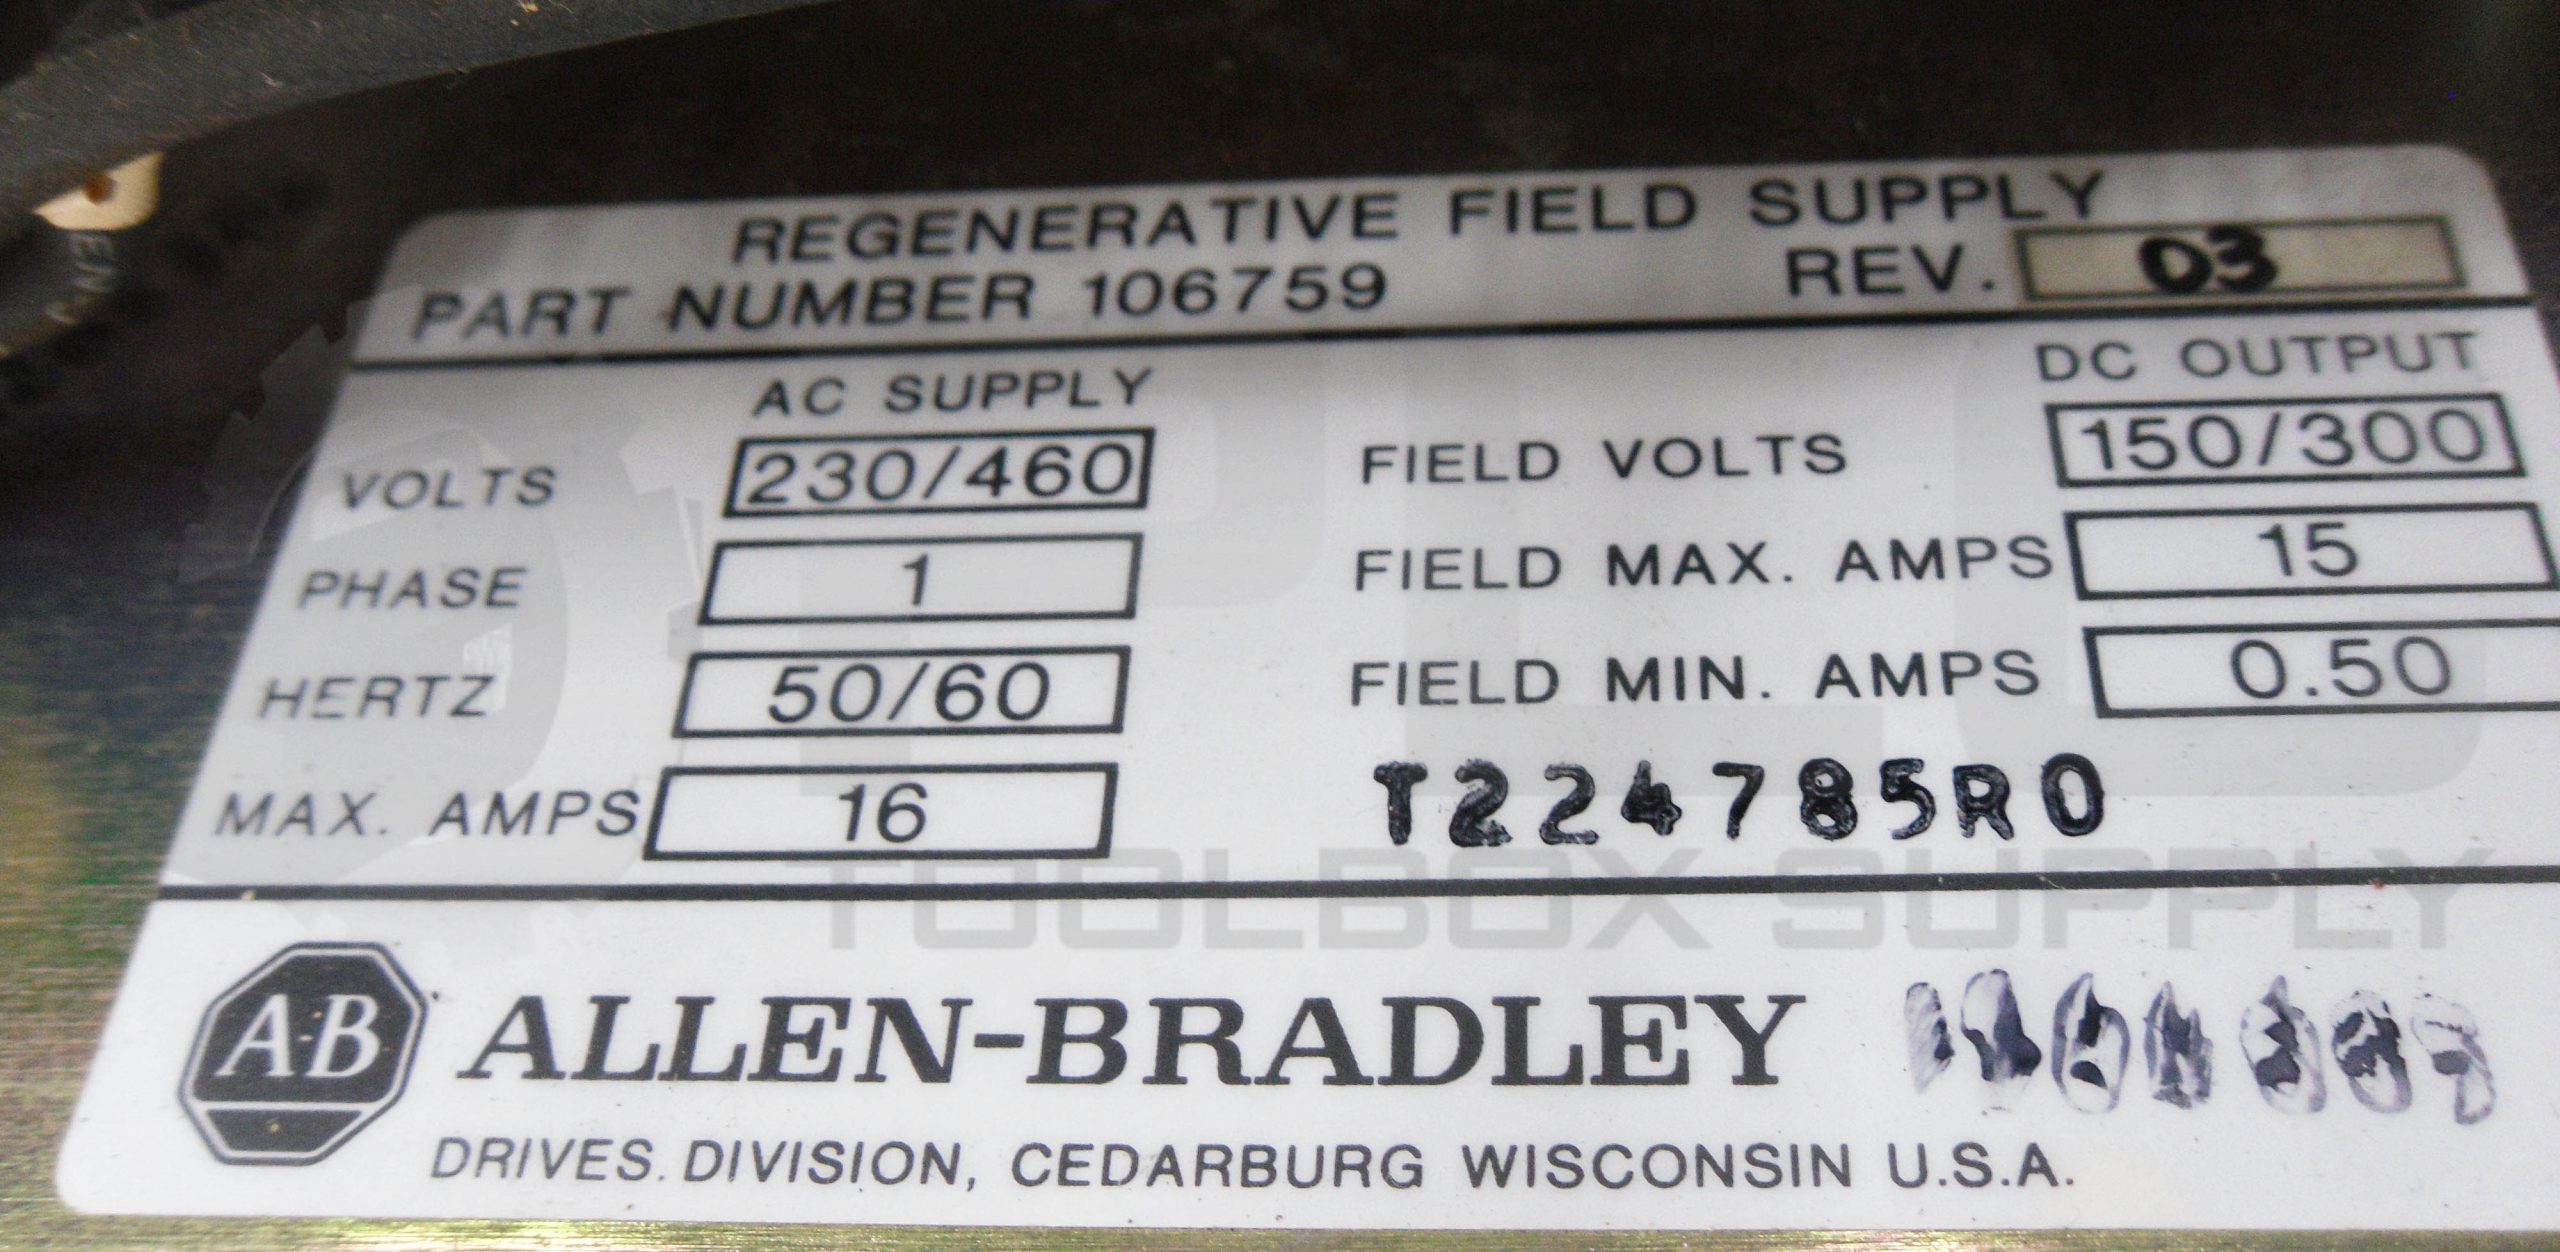 REGENERATIVE FIELD SUPPLY
PART NUMBER 106759 REV. 03
AC SUPPLY DC OUTPUT
VOLTS 230/460 FIELD VOLTS 150/300
PHASE 1 FIELD MAX. AMPS 15
HERTZ 50/60 FIELD MIN. AMPS 0.50
MAX. AMPS 16 T224785R0
PLC
TOOLBOX SUPPLY
A-B ALLEN-BRADLEY
DRIVES. DIVISION, CEDARBURG WISCONSIN U.S.A.